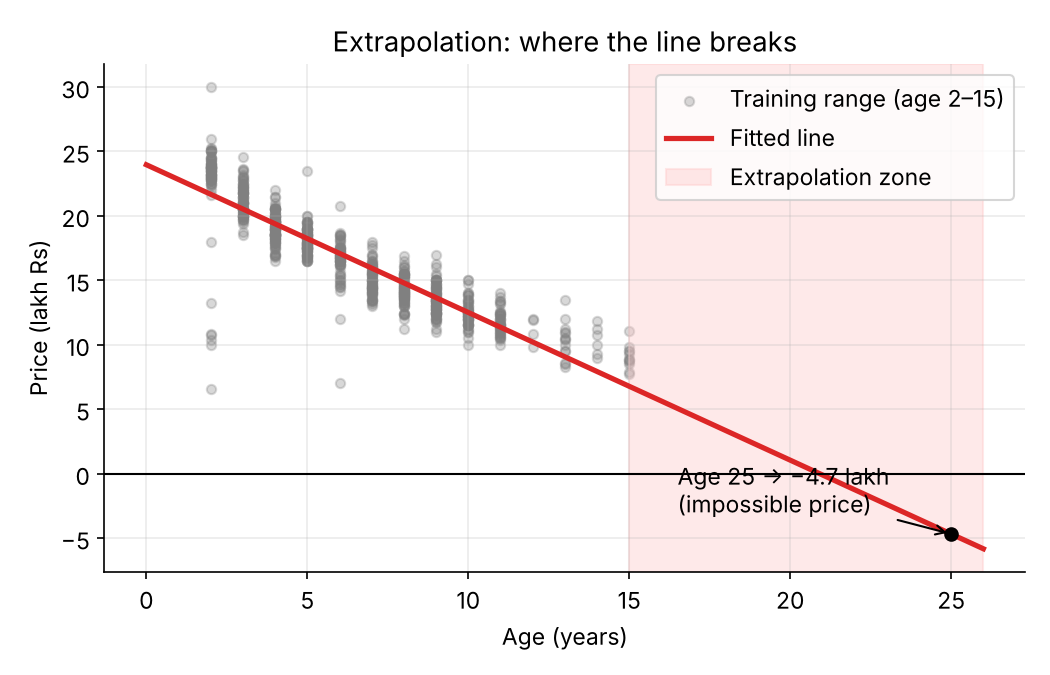 Extrapolation: where the line breaks
Training range (age 2–15)
Fitted line
Extrapolation zone
Price (lakh Rs)
30
25
20
15
10
5
0
−5
Age 25 → −4.7 lakh
(impossible price)
0
5
10
15
20
25
Age (years)